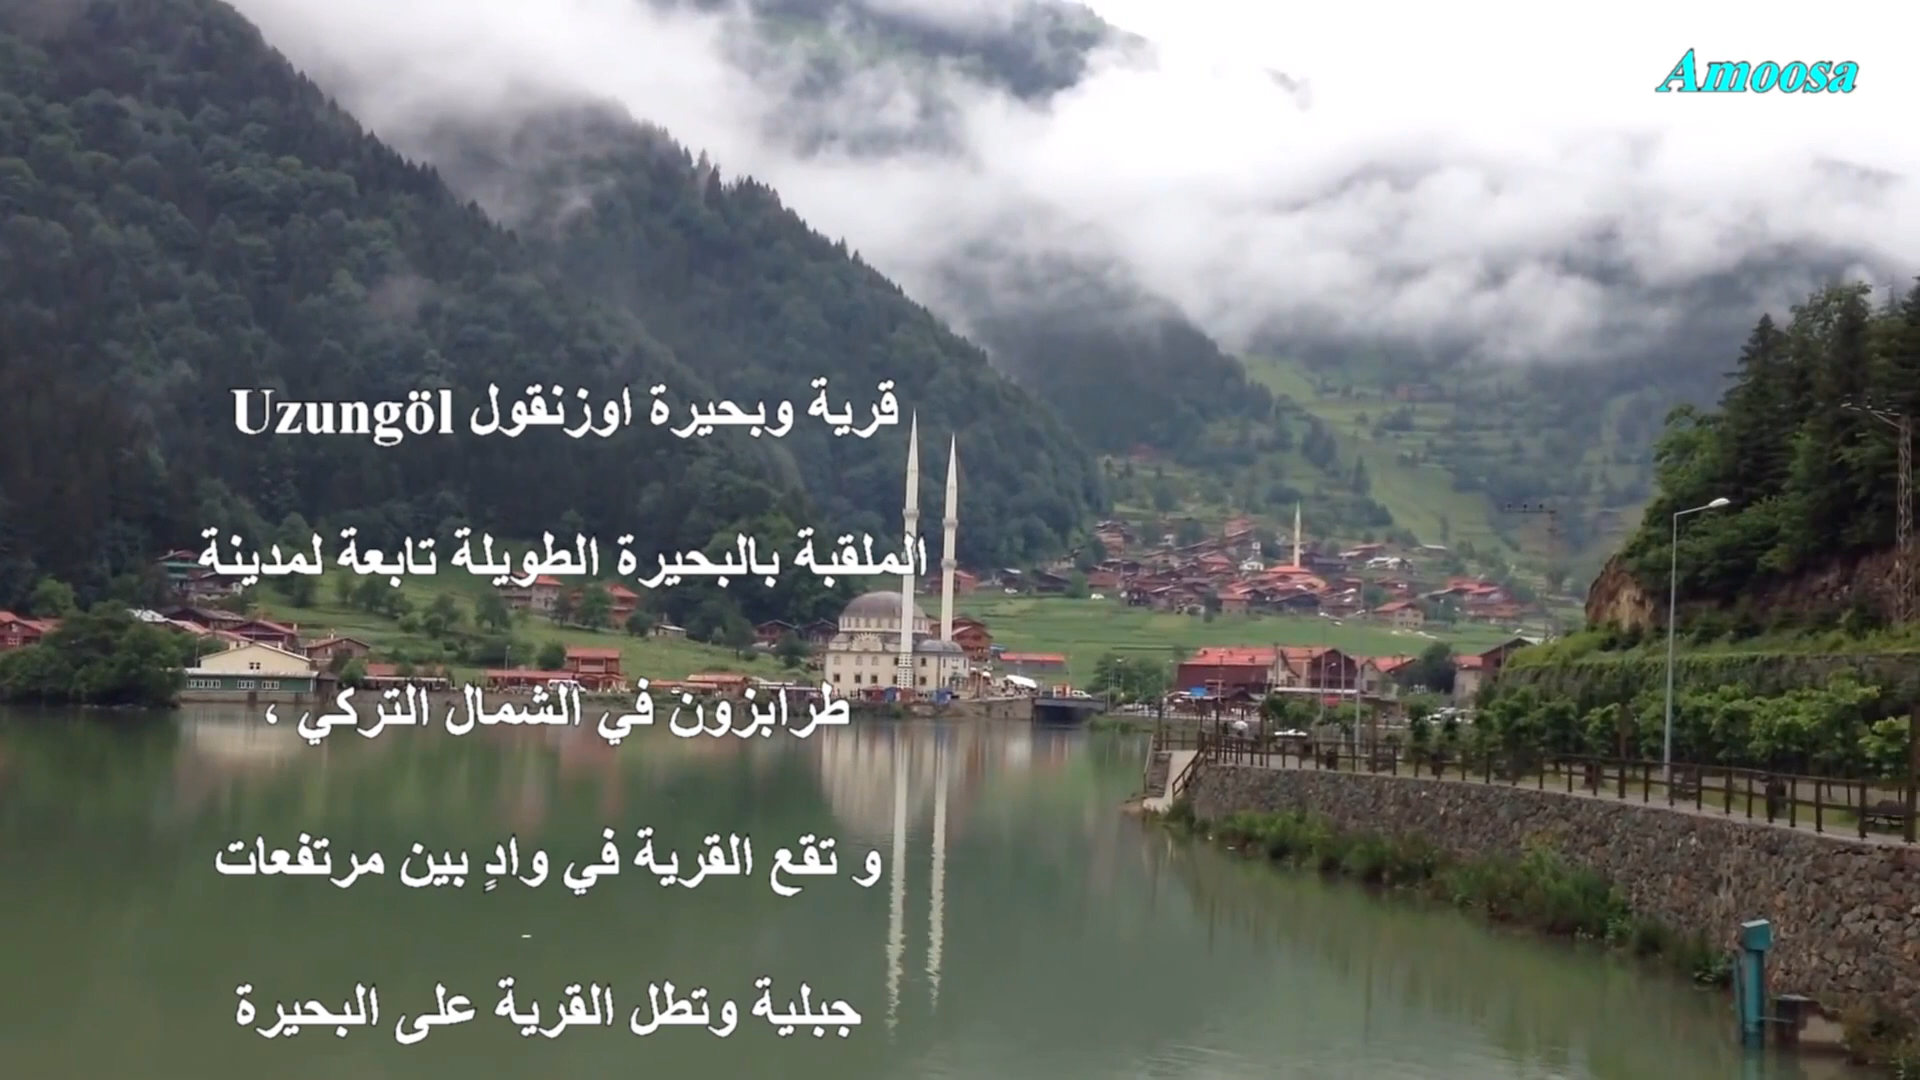 Amoosa
قرية وبحيرة اوزنقول Uzungöl
الملقبة بالبحيرة الطويلة تابعة لمدينة
طرابزون في الشمال التركي ،
و تقع القرية في وادٍ بين مرتفعات
جبلية وتطل القرية على البحيرة